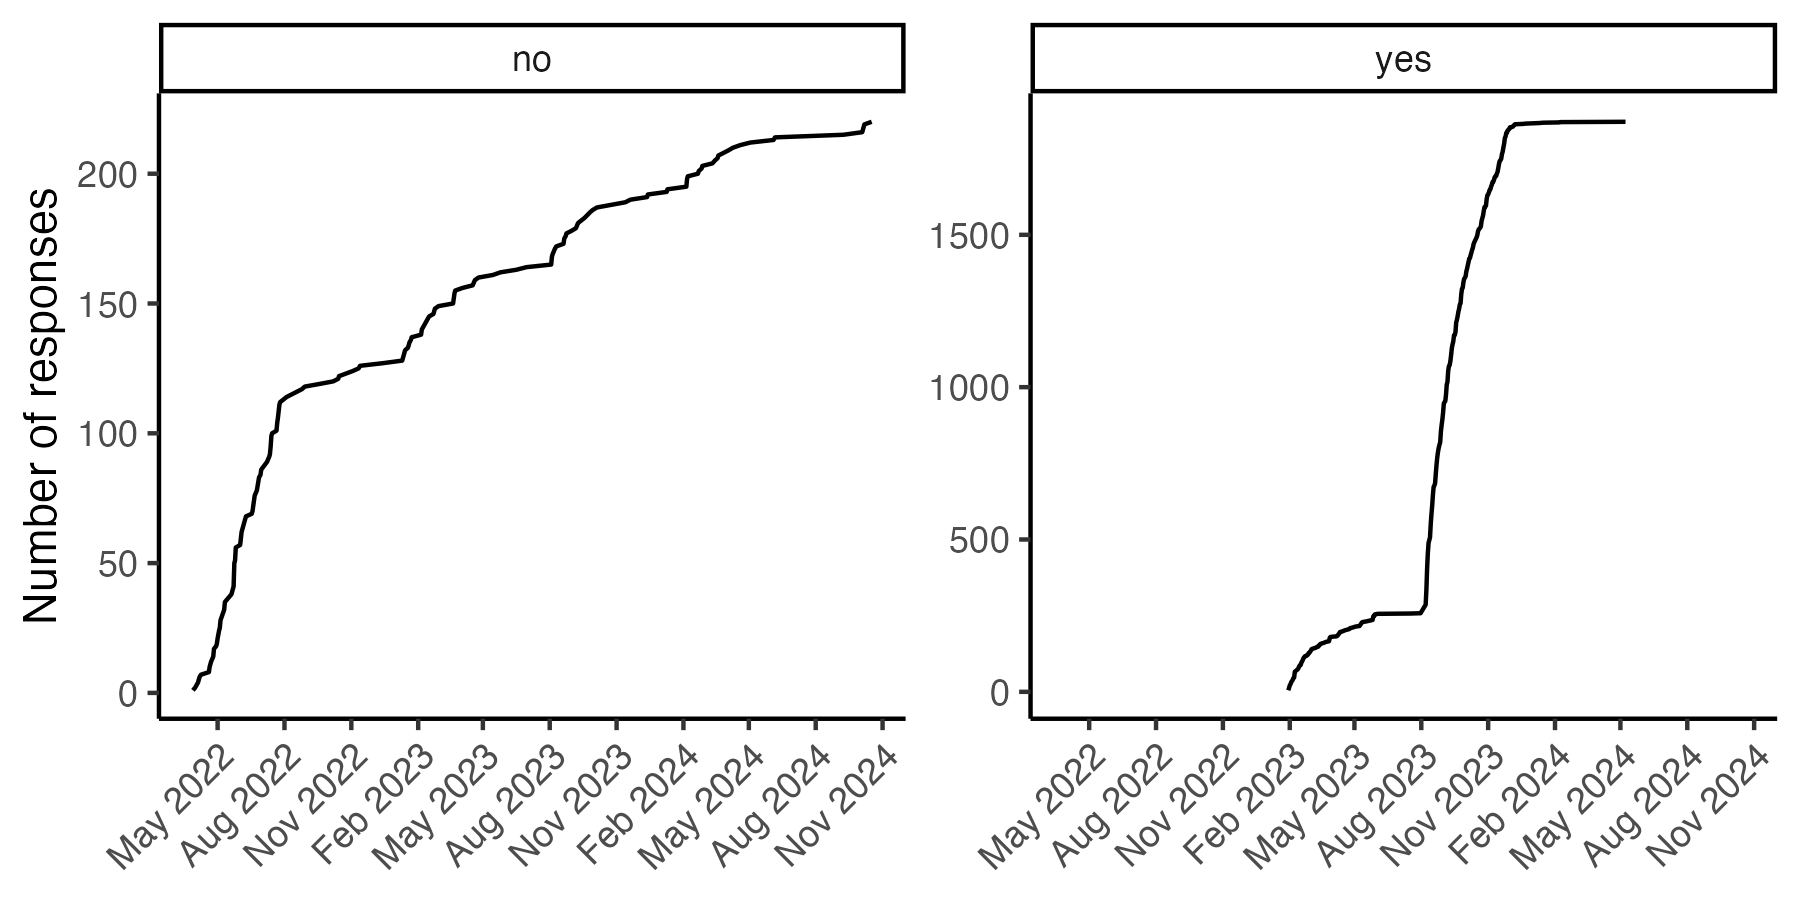 no
yes
Number of responses
200
150
100
50
0
1500
1000
500
0
May 2022
Aug 2022
Nov 2022
Feb 2023
May 2023
Aug 2023
Nov 2023
Feb 2024
May 2024
Aug 2024
Nov 2024
May 2022
Aug 2022
Nov 2022
Feb 2023
May 2023
Aug 2023
Nov 2023
Feb 2024
May 2024
Aug 2024
Nov 2024